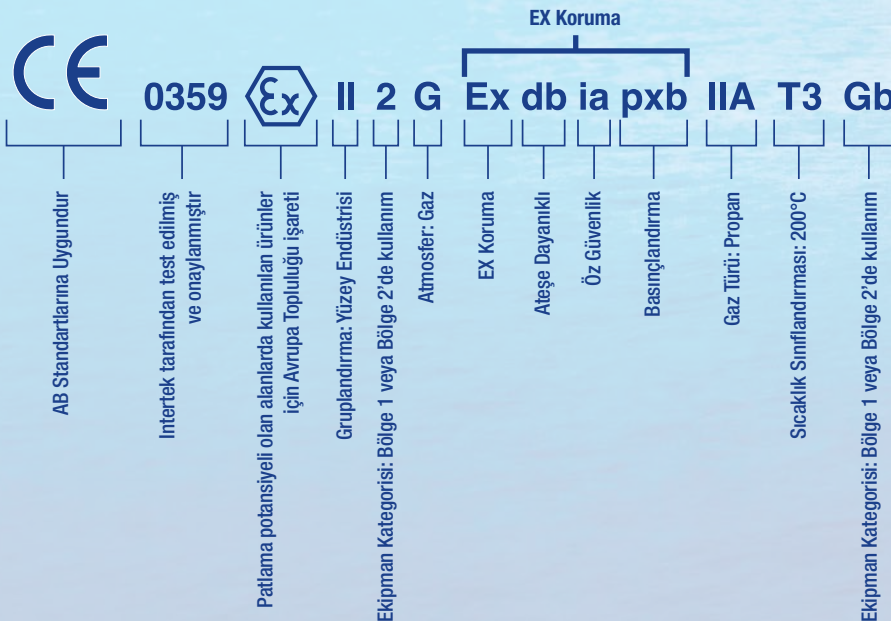 EX Koruma
CE 0359 Ex II 2 G Ex db ia pxb IIA T3 Gb
AB Standartlarına Uygundur
Intertek tarafından test edilmiş
ve onaylanmıştır
Patlama potansiyeli olan alanlarda kullanılan ürünler
için Avrupa Topluluğu işareti
Gruplandırma: Yüzey Endüstrisi
Ekipman Kategorisi: Bölge 1 veya Bölge 2’de kullanım
Atmosfer: Gaz
EX Koruma
Ateşe Dayanıklı
Öz Güvenlik
Basınçlandırma
Gaz Türü: Propan
Sıcaklık Sınıflandırması: 200°C
Ekipman Kategorisi: Bölge 1 veya Bölge 2’de kullanım